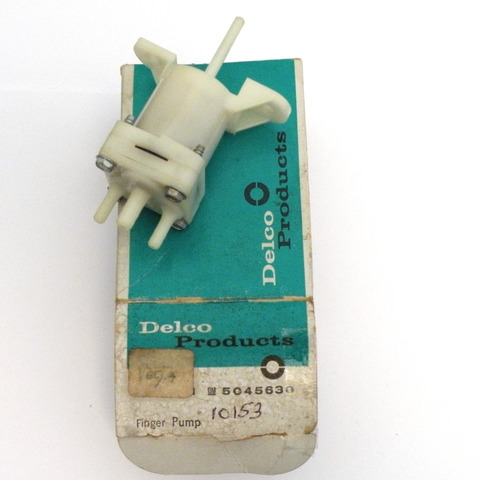 Delco
Products
Delco
Products
5045630
10153
Finger Pump